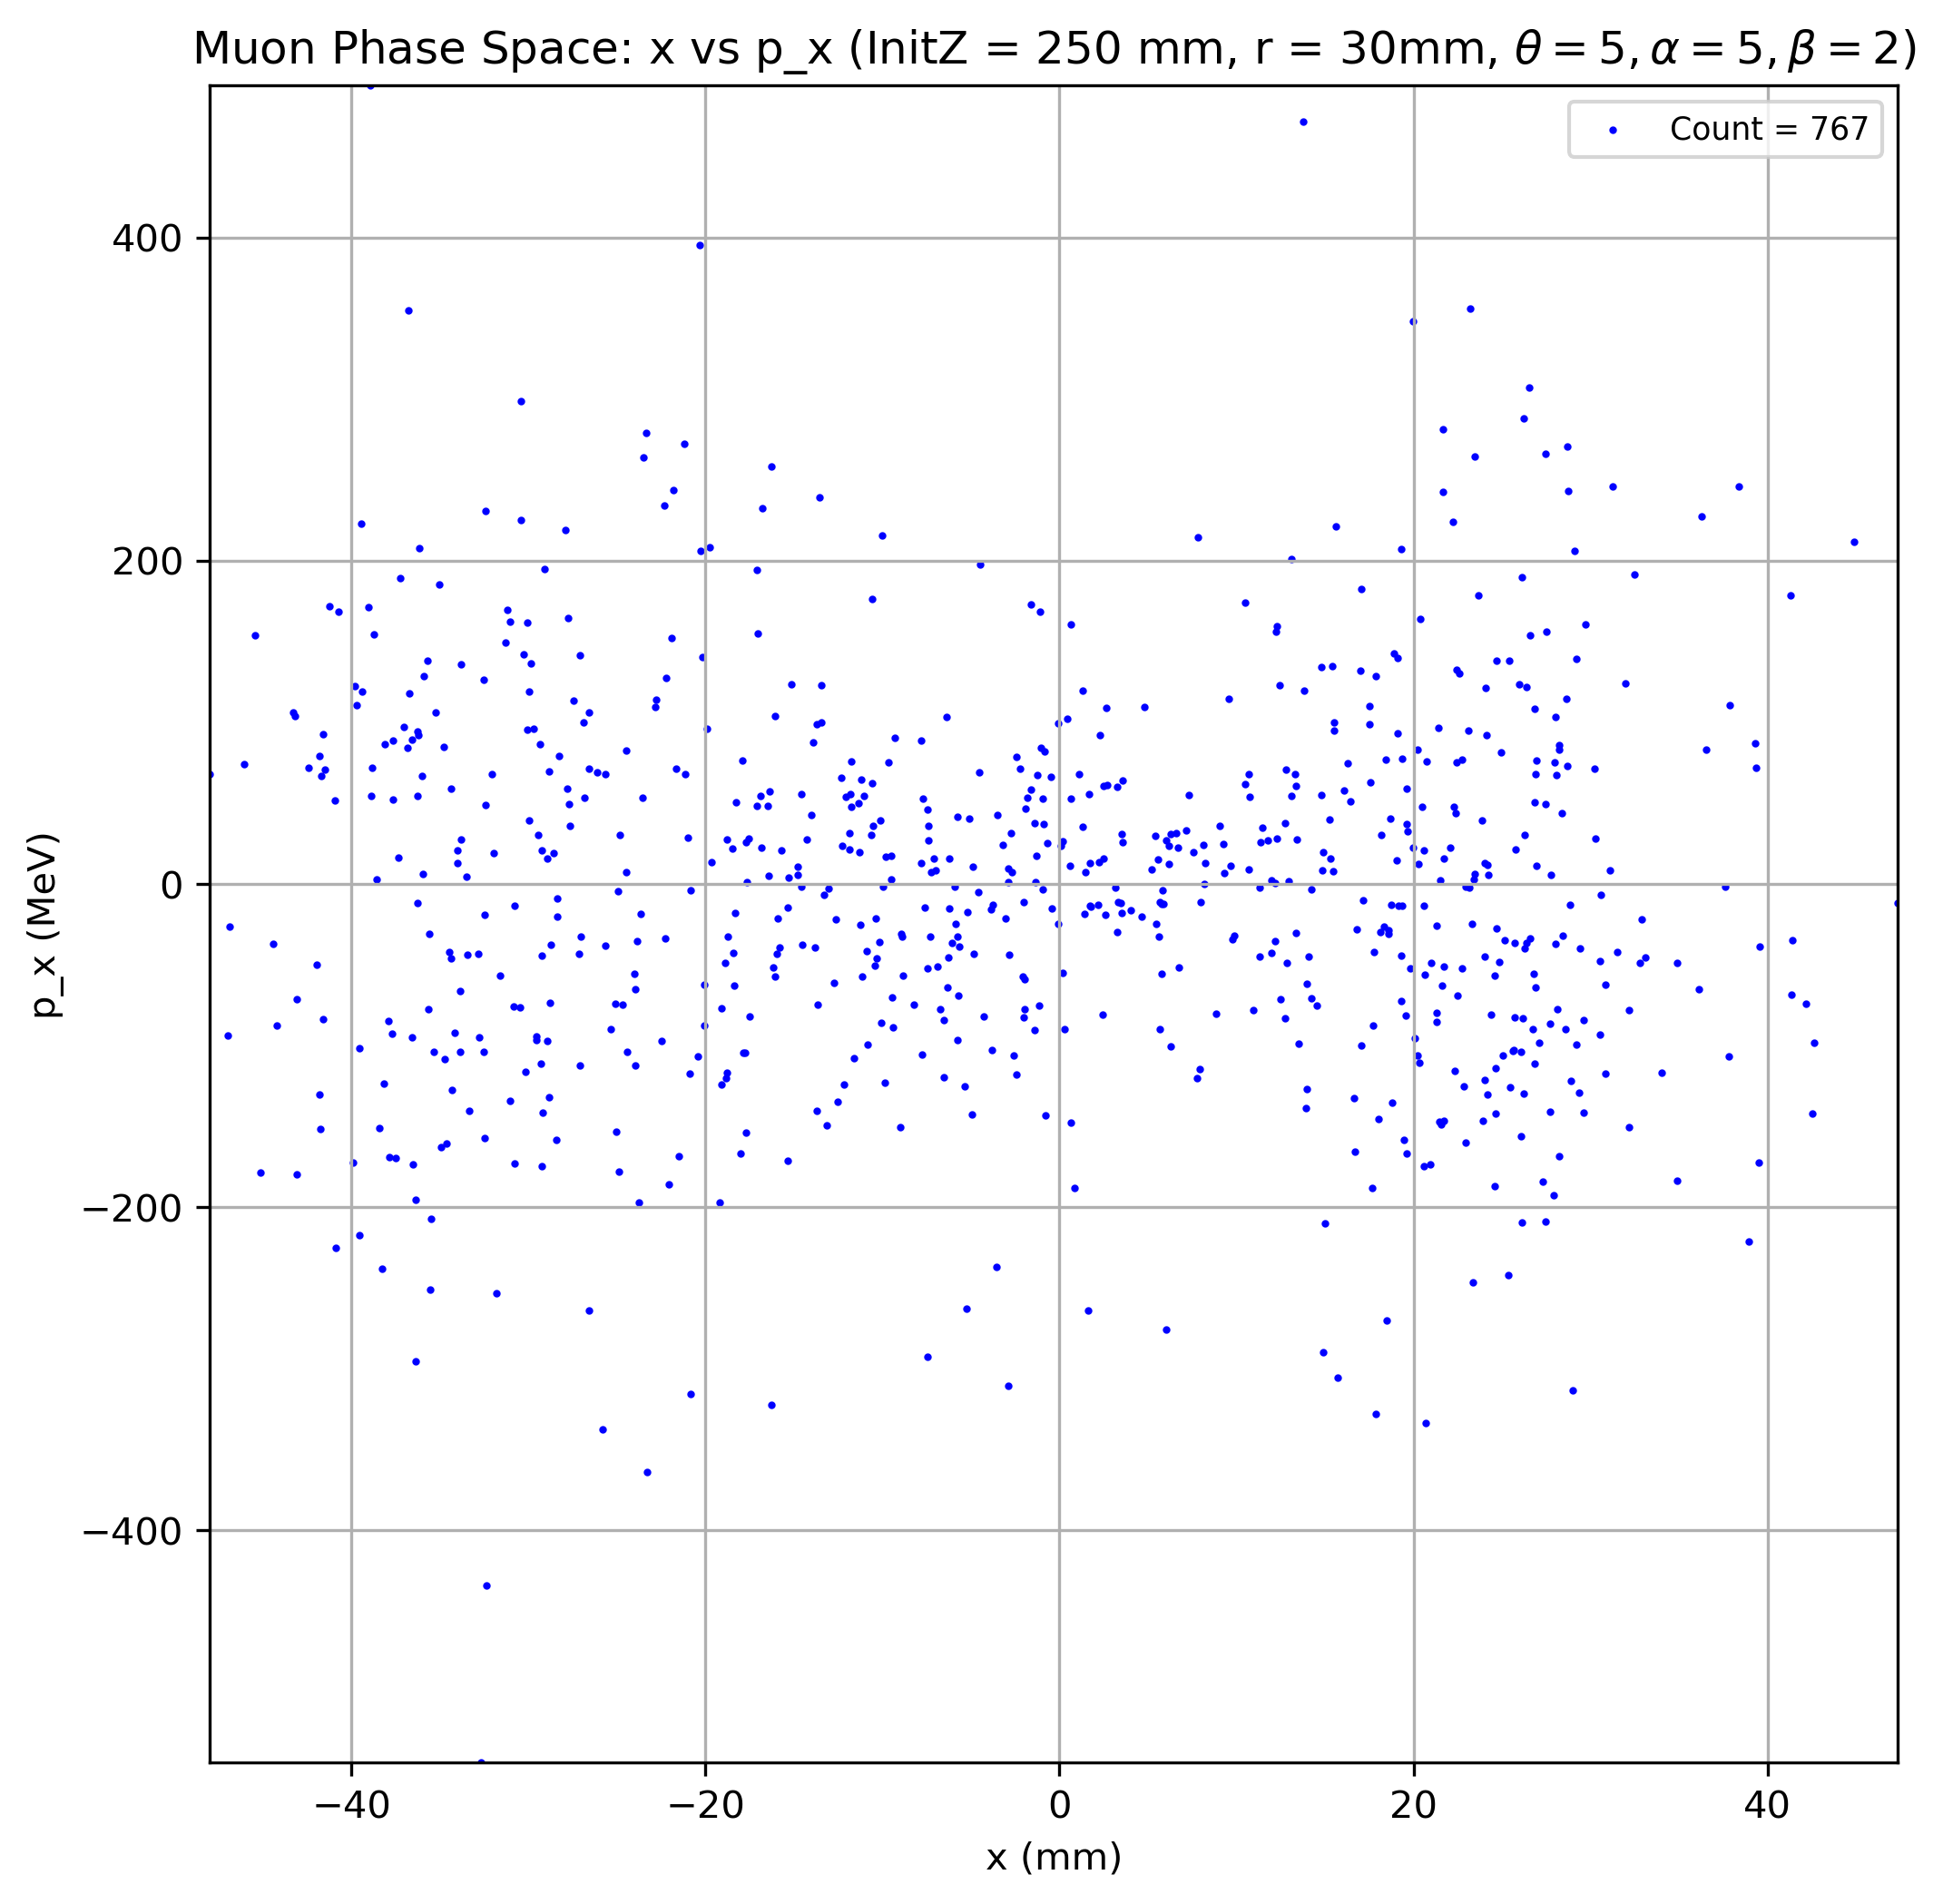 Muon Phase Space: x vs p_x (InitZ = 250 mm, r = 30mm, θ = 5, α = 5, β = 2)
Count = 767
400
200
0
−200
−400
p_x (MeV)
−40 −20 0 20 40
x (mm)